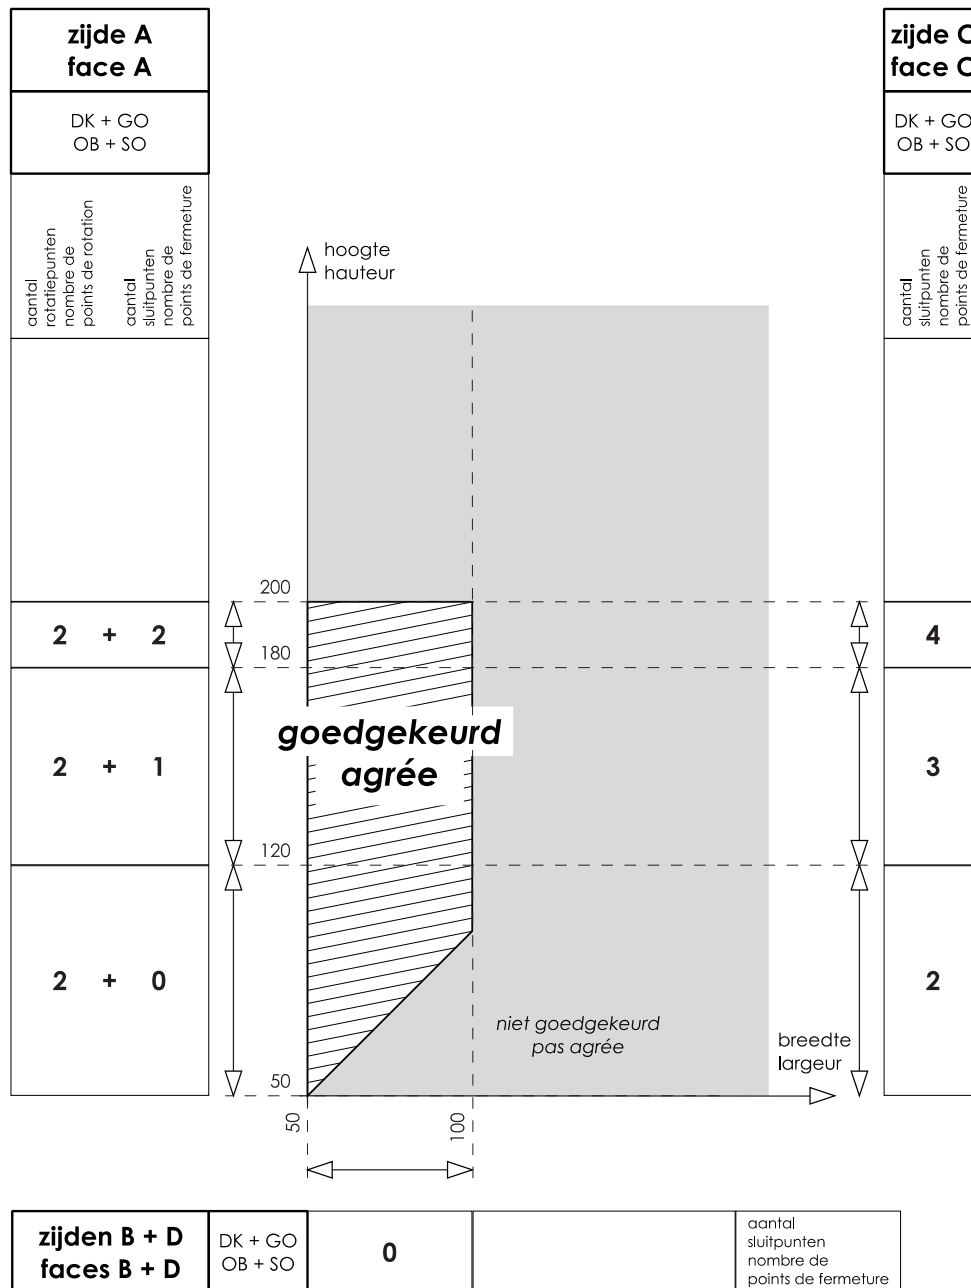 zijde A
face A
DK + GO
OB + SO
aantal
rotatiepunten
nombre de
points de rotation
aantal
sluitpunten
nombre de
points de fermeture
zijde C
face C
DK + GO
OB + SO
aantal
sluitpunten
nombre de
points de fermeture
hoogte
hauteur
200
2 + 2
4
180
goedgekeurd
agrée
2 + 1
3
120
2 + 0
2
niet goedgekeurd
pas agrée
breedte
largeur
50
50
100
zijden B + D
faces B + D
DK + GO
OB + SO
0
aantal
sluitpunten
nombre de
points de fermeture